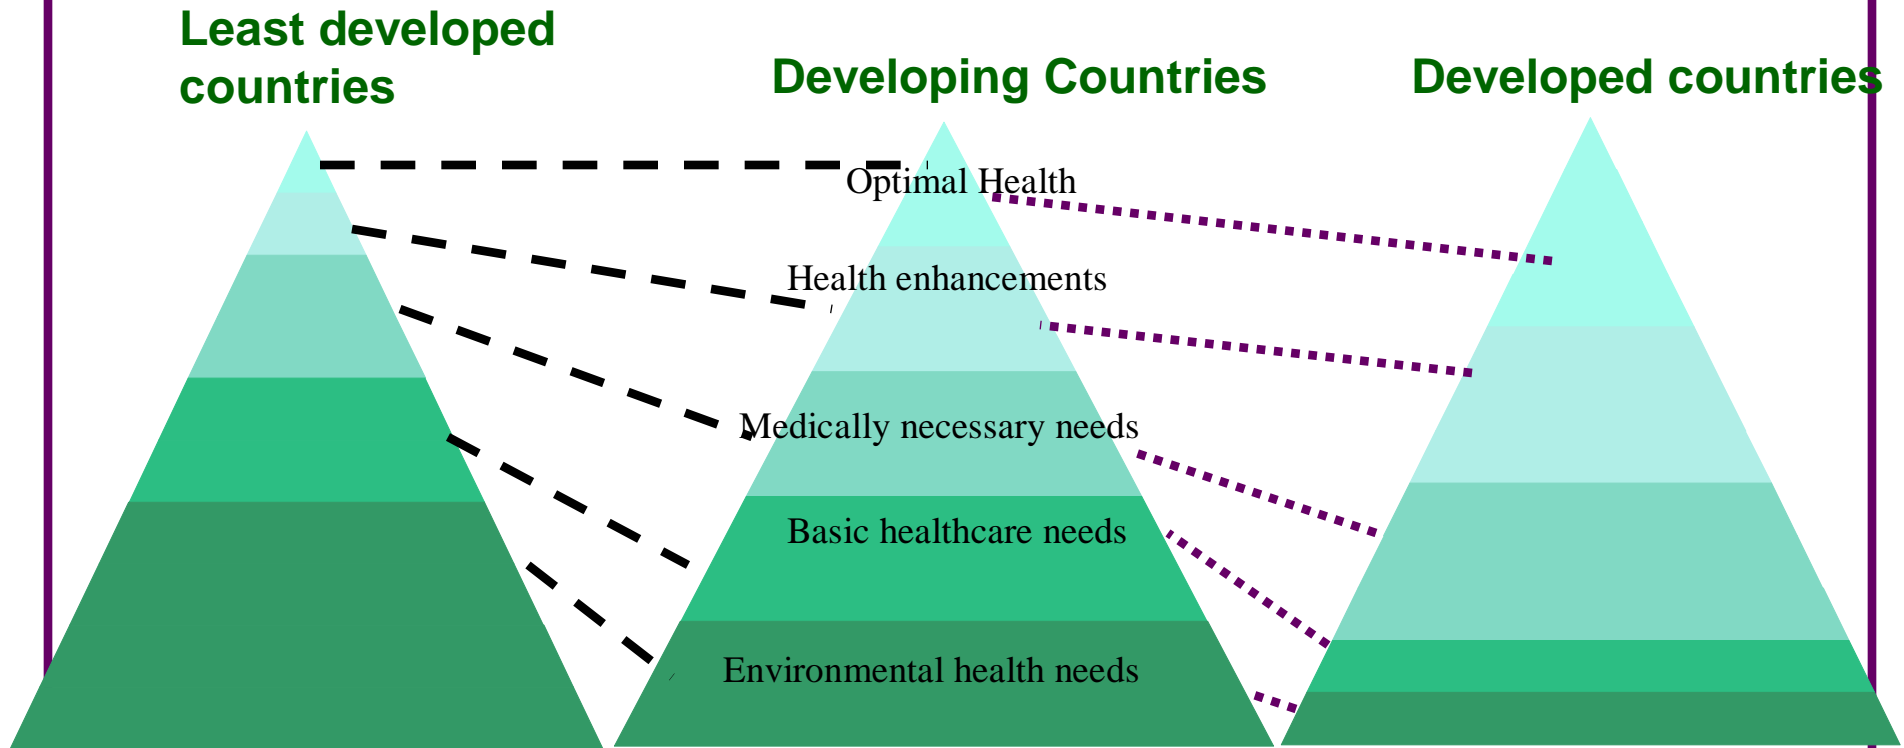 Least developed
countries
Developing Countries
Developed countries
Optimal Health
Health enhancements
Medically necessary needs
Basic healthcare needs
Environmental health needs